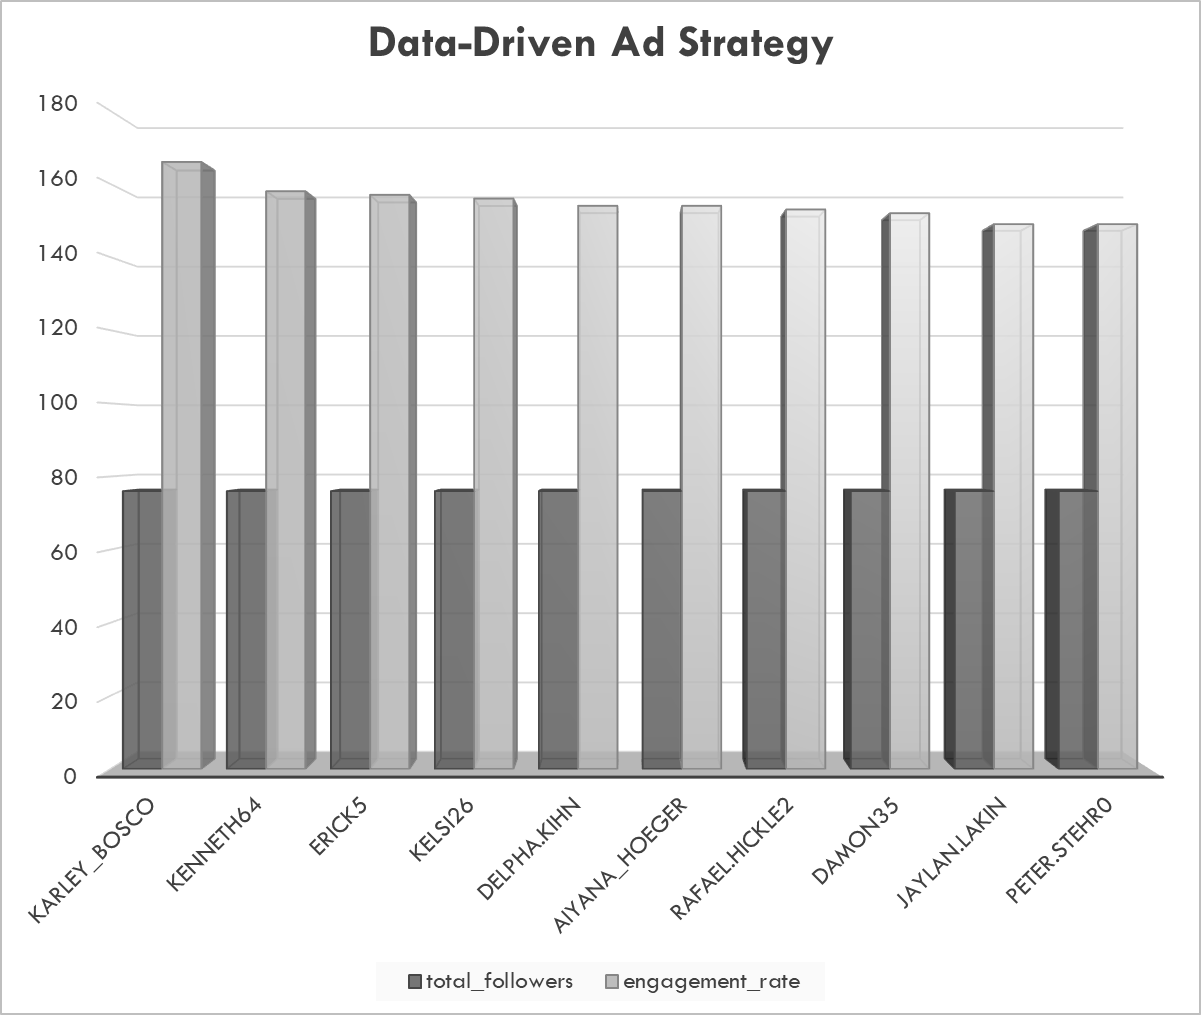 Data-Driven Ad Strategy
180
160
140
120
100
80
60
40
20
0
KARLEY_BOSCO
KENNETH64
ERICK5
KELSI26
DELPHA.KIHN
AIYANA_HOEGER
RAFAEL.HICKLE2
DAMON35
JAYLAN.LAKIN
PETER.STEHR0
total_followers
engagement_rate